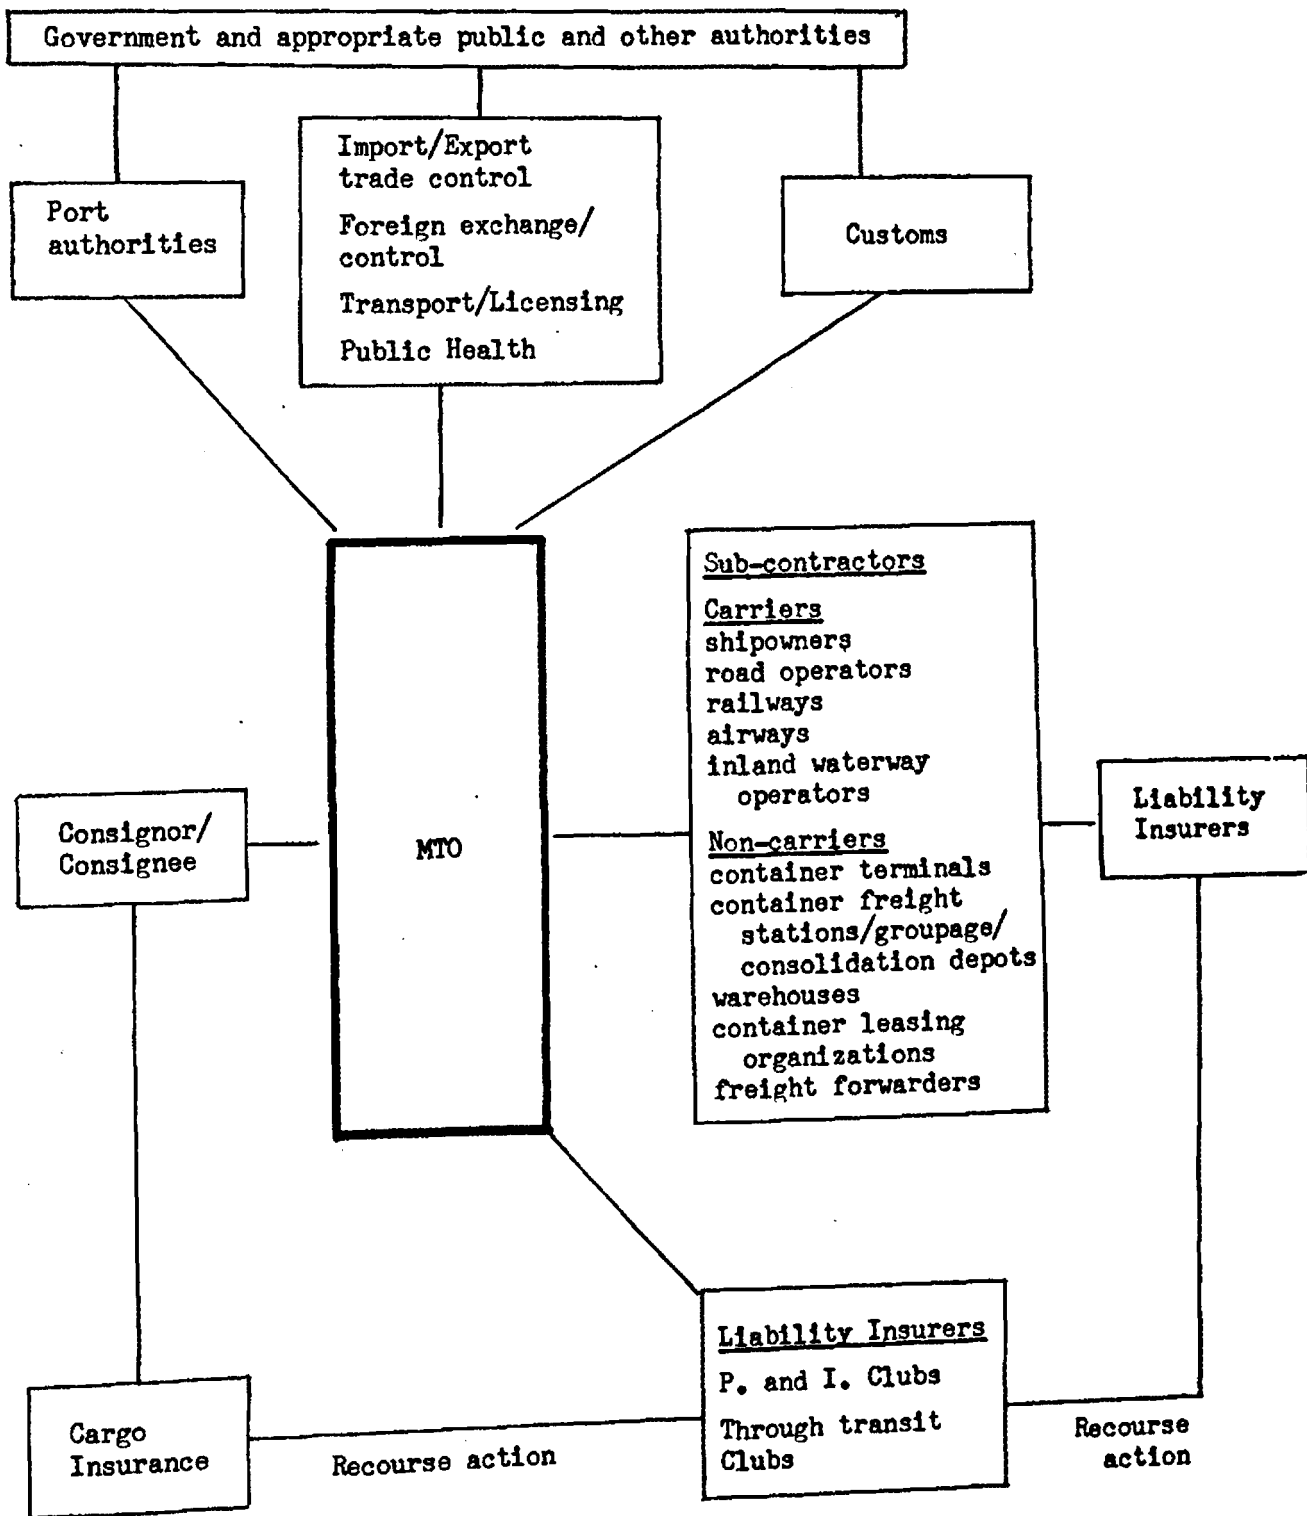 Government and appropriate public and other authorities
Port
authorities
Import/Export
trade control
Foreign exchange/
control
Transport/Licensing
Public Health
Customs
MTO
Sub-contractors
Carriers
shipowners
road operators
railways
airways
inland waterway
operators
Non-carriers
container terminals
container freight
stations/groupage/
consolidation depots
warehouses
container leasing
organizations
freight forwarders
Liability
Insurers
Consignor/
Consignee
Liability Insurers
P. and I. Clubs
Through transit
Clubs
Cargo
Insurance
Recourse action
Recourse
action